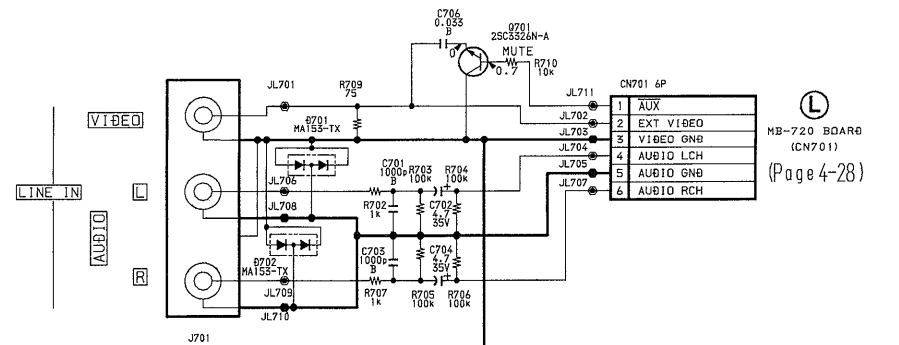 C706
0.033
B
0
Q701
2SC3326N-A
MUTE
0.7
R710
10k
JL701
R709
75
VIDEO
D701
MA153-TX
JL711
JL702
JL703
JL704
JL705
JL707
CN701 6P
1 AUX
2 EXT VIDEO
3 VIDEO GND
4 AUDIO LCH
5 AUDIO GND
6 AUDIO RCH
L
MB-720 BOARD
(CN701)
(Page 4-28)
LINE IN
AUDIO
L
R
JL706
JL708
C701
1000p
B
R703
100k
R704
100k
R702
1k
C702
4.7
35V
D702
MA153-TX
JL709
JL710
C703
1000p
B
C704
4.7
35V
R707
1k
R705
100k
R706
100k
J701